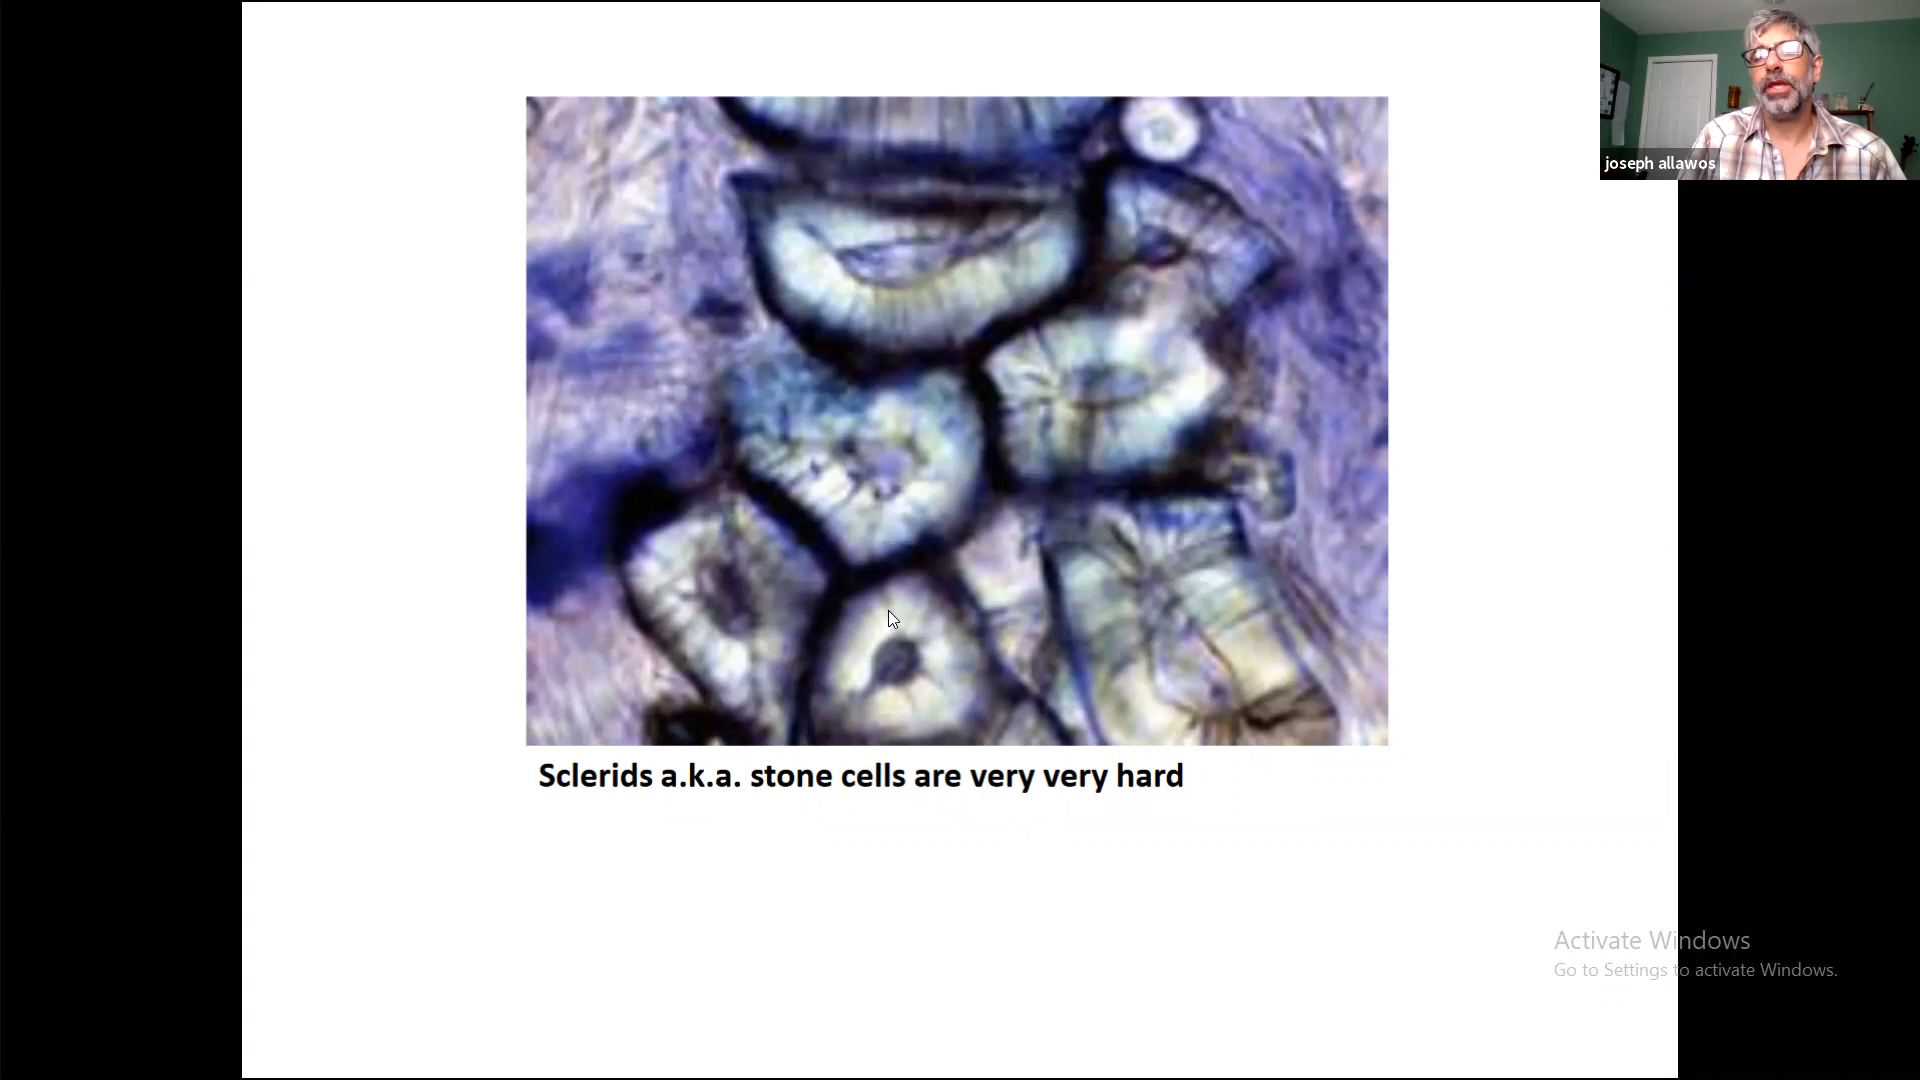 joseph allawos
Sclerids a.k.a. stone cells are very very hard
Activate Windows
Go to Settings to activate Windows.